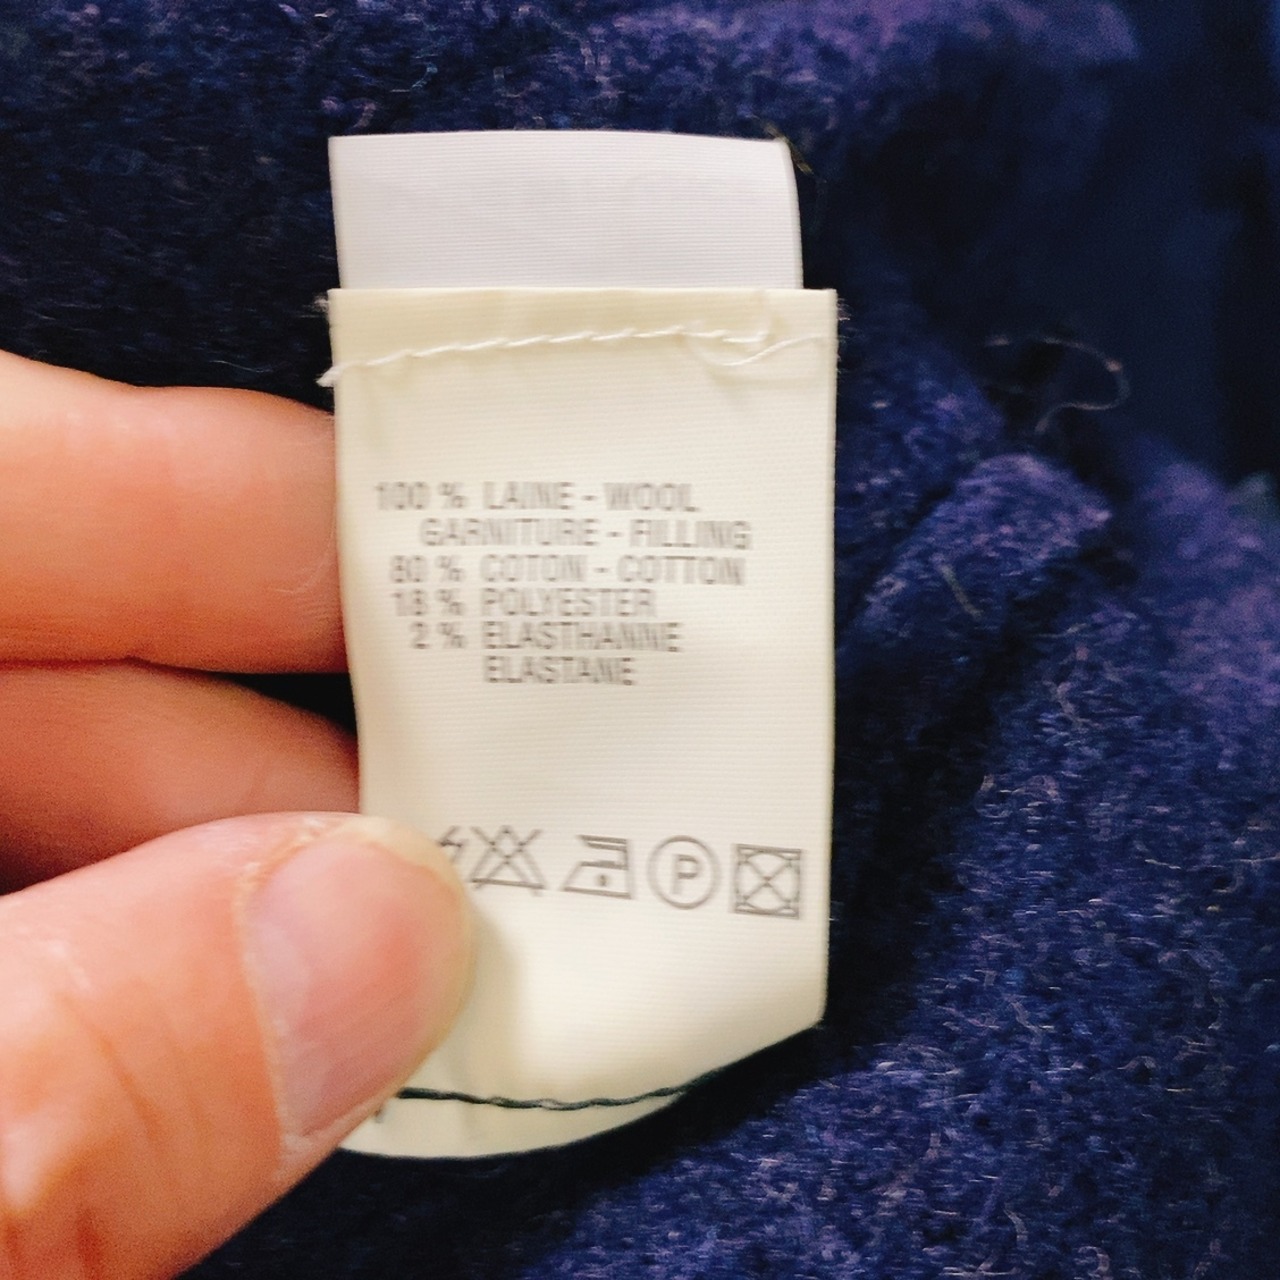 100 % LAINE - WOOL
GARNITURE - FILLING
80 % COTON - COTTON
18 % POLYESTER
2 % ELASTHANNE
ELASTANE
P